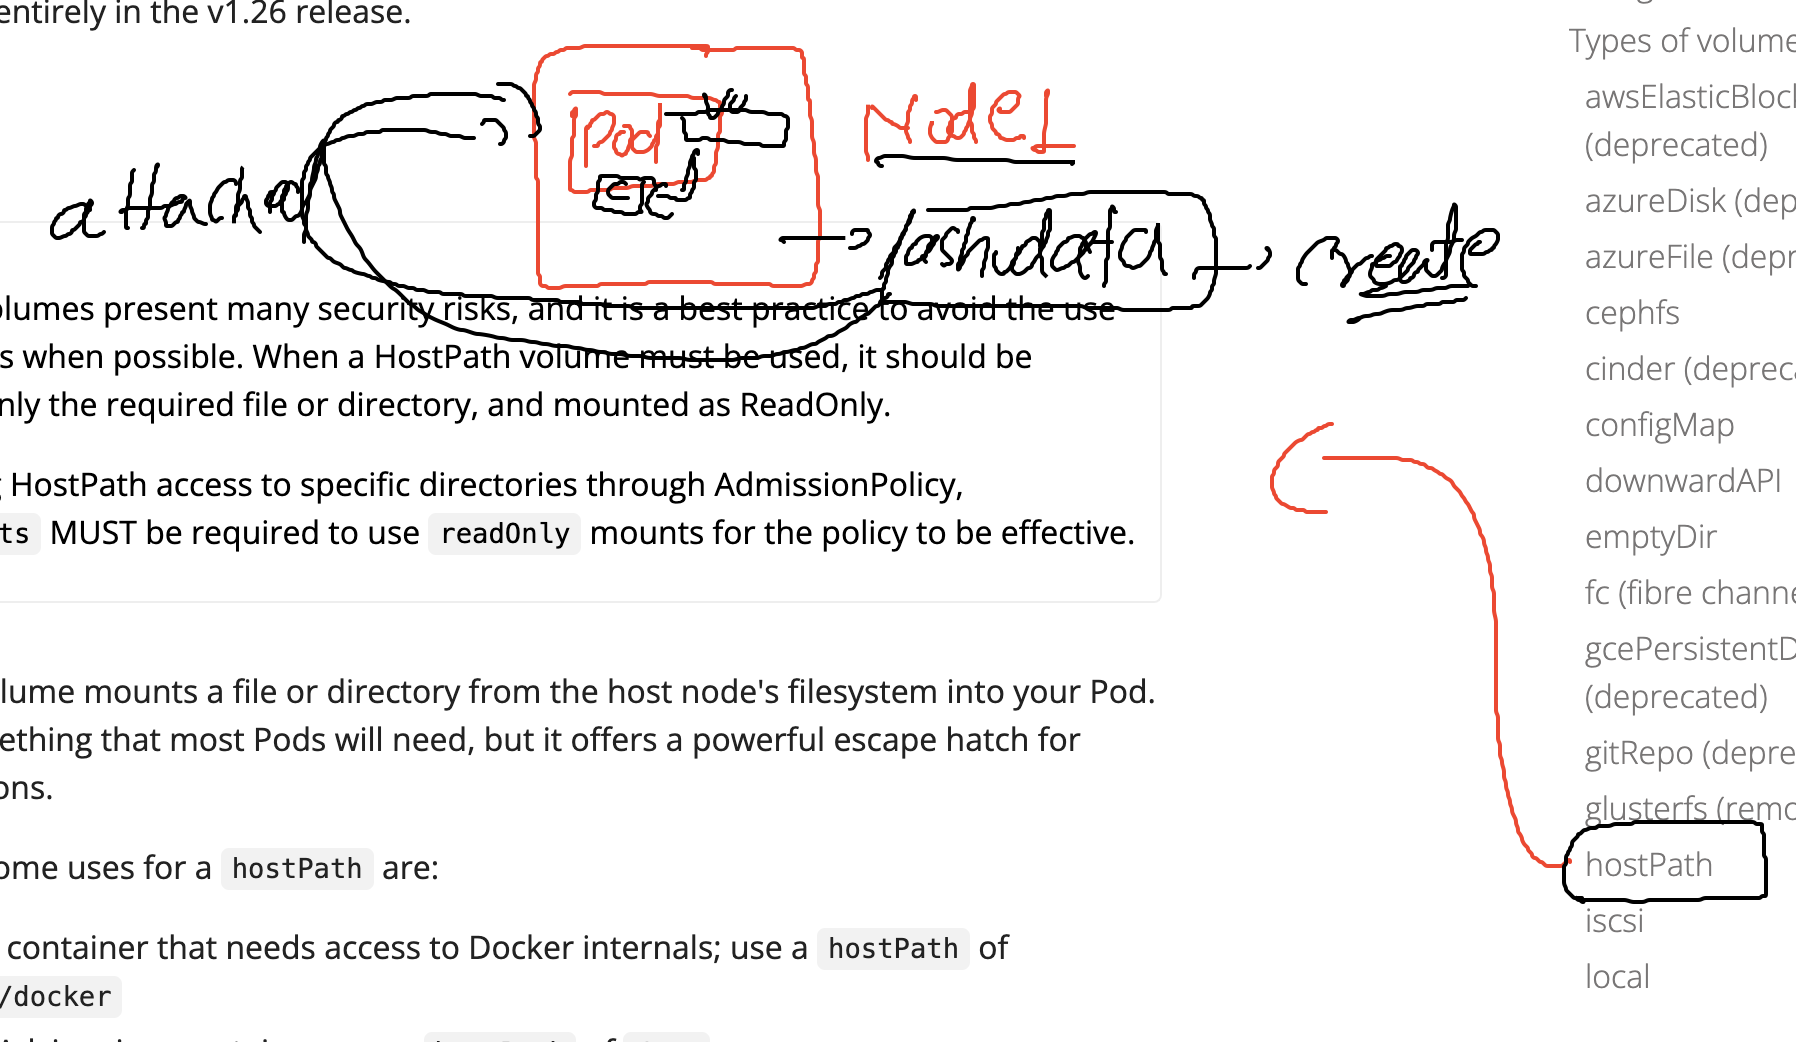 entirely in the v1.26 release.
Pod
Node1
attached
/ashudata
create
olumes present many security risks, and it is a best practice to avoid the use
s when possible. When a HostPath volume must be used, it should be
nly the required file or directory, and mounted as ReadOnly.
HostPath access to specific directories through AdmissionPolicy,
ts MUST be required to use readOnly mounts for the policy to be effective.
lume mounts a file or directory from the host node's filesystem into your Pod.
ething that most Pods will need, but it offers a powerful escape hatch for
ons.
ome uses for a hostPath are:
container that needs access to Docker internals; use a hostPath of
/docker
Types of volume
awsElasticBloc
(deprecated)
azureDisk (dep
azureFile (depr
cephfs
cinder (depreca
configMap
downwardAPI
emptyDir
fc (fibre channe
gcePersistentD
(deprecated)
gitRepo (depre
glusterfs (remo
hostPath
iscsi
local